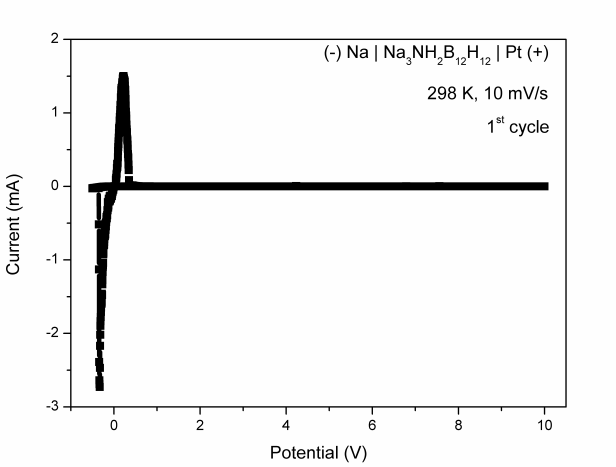 2
1
0
-1
-2
-3
Current (mA)
(-) Na | Na₃NH₂B₁₂H₁₂ | Pt (+)
298 K, 10 mV/s
1ˢᵗ cycle
0 2 4 6 8 10
Potential (V)